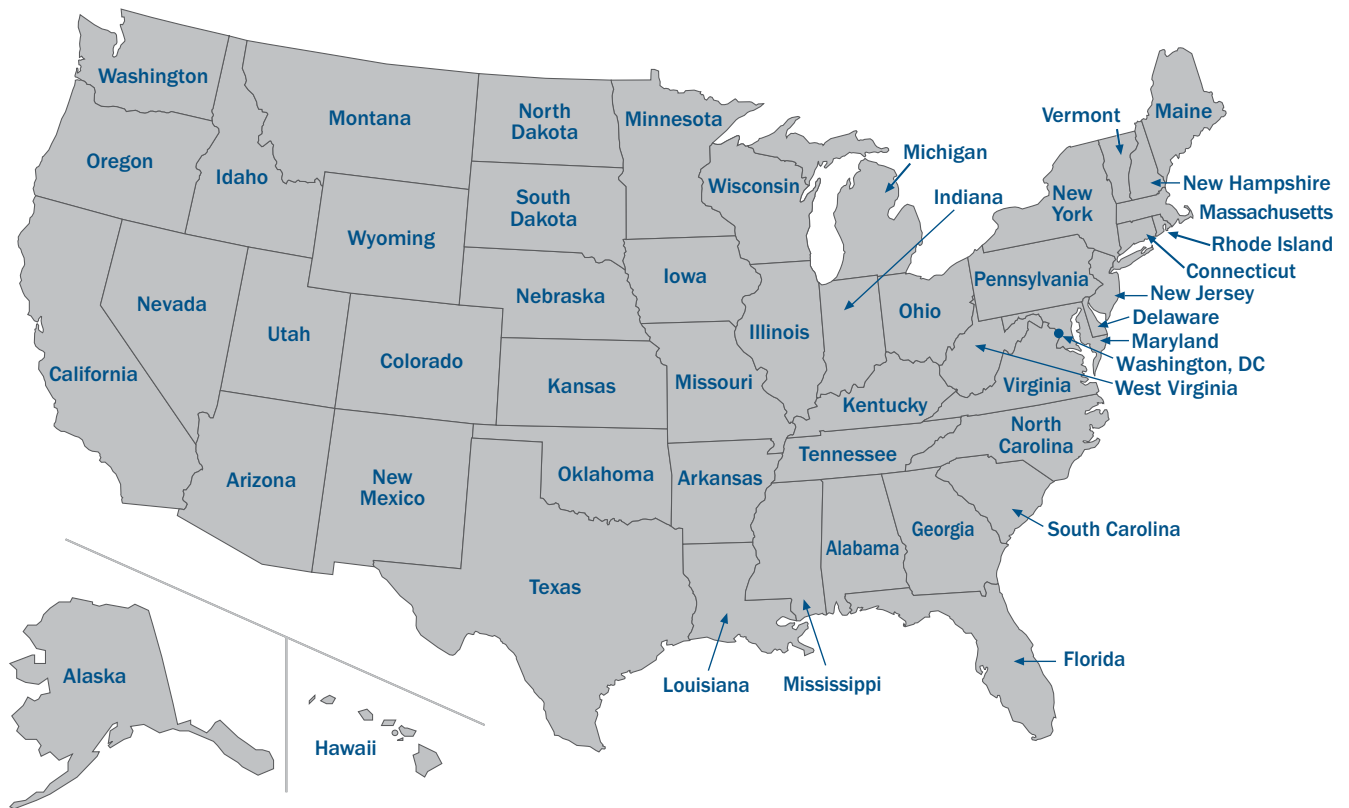 Washington
Montana
North
Dakota
Minnesota
Vermont
Maine
Oregon
Idaho
Michigan
Wisconsin
New Hampshire
South
Dakota
Indiana
New
York
Massachusetts
Wyoming
Rhode Island
Iowa
Connecticut
Pennsylvania
Nebraska
New Jersey
Nevada
Ohio
Delaware
Utah
Illinois
Maryland
Colorado
Washington, DC
California
Kansas
Missouri
Virginia
West Virginia
Kentucky
North
Carolina
Tennessee
Arizona
New
Mexico
Oklahoma
Arkansas
South Carolina
Georgia
Alabama
Texas
Florida
Alaska
Louisiana
Mississippi
Hawaii